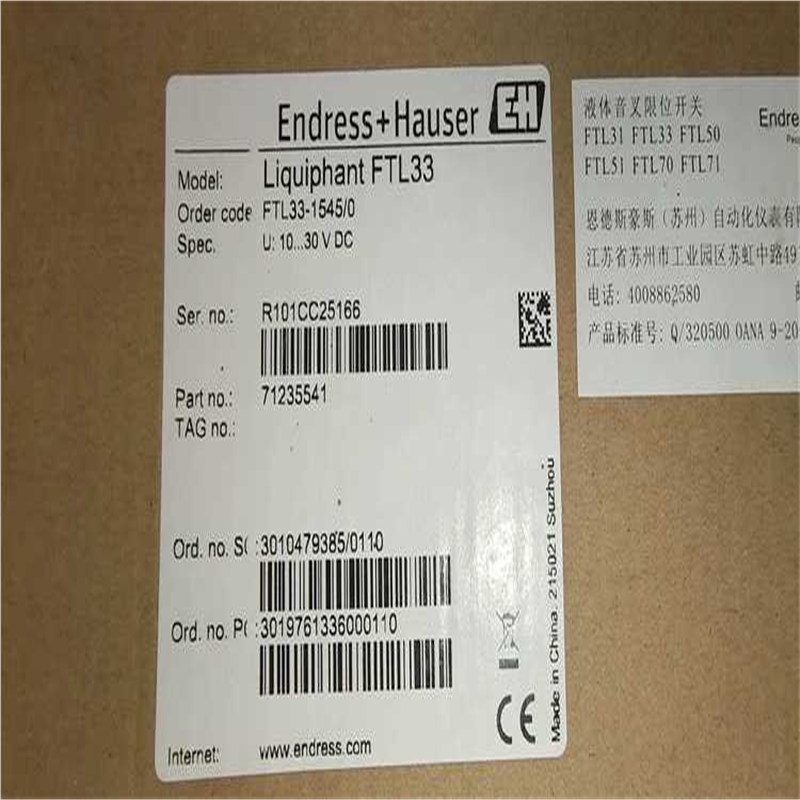 Endress+Hauser EH
Model: Liquiphant FTL33
Order code FTL33-1545/0
Spec. U: 10...30 V DC
Ser. no.: R101CC25166
Part no.: 71235541
TAG no.:
Ord. no. S :3010479385/0110
Ord. no. P :3019761336000110
Internet: www.endress.com
Made in China. 215021 Suzhou
CE
液体音叉限位开关
FTL31 FTL33 FTL50
FTL51 FTL70 FTL71
Endre
Peop
恩德斯豪斯（苏州）自动化仪表有
江苏省苏州市工业园区苏虹中路49
电话: 4008862580
产品标准号: Q/320500 OANA 9-20